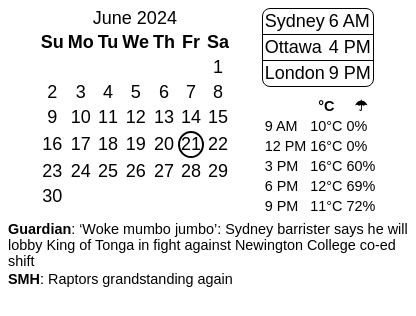 June 2024
Su Mo Tu We Th Fr Sa
1
2 3 4 5 6 7 8
9 10 11 12 13 14 15
16 17 18 19 20 21 22
23 24 25 26 27 28 29
30
Sydney 6 AM
Ottawa 4 PM
London 9 PM
°C ☂
9 AM 10°C 0%
12 PM 16°C 0%
3 PM 16°C 60%
6 PM 12°C 69%
9 PM 11°C 72%
Guardian: ‘Woke mumbo jumbo’: Sydney barrister says he will
lobby King of Tonga in fight against Newington College co-ed
shift
SMH: Raptors grandstanding again